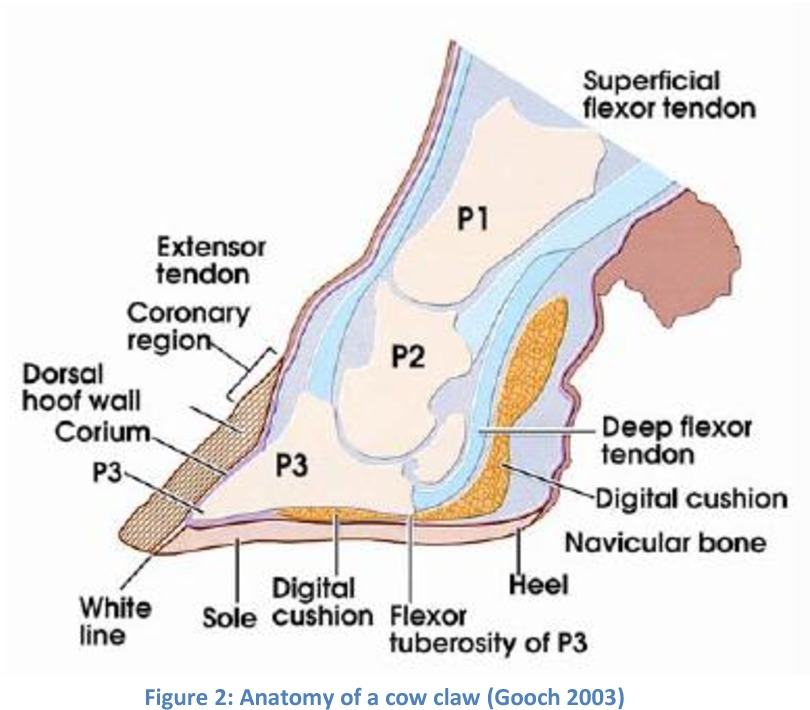 Superficial
flexor tendon
P1
Extensor
tendon
Coronary
region
P2
Dorsal
hoof wall
Corium
P3
P3
Deep flexor
tendon
Digital cushion
Navicular bone
Heel
White
line
Sole
Digital
cushion
Flexor
tuberosity of P3
Figure 2: Anatomy of a cow claw (Gooch 2003)